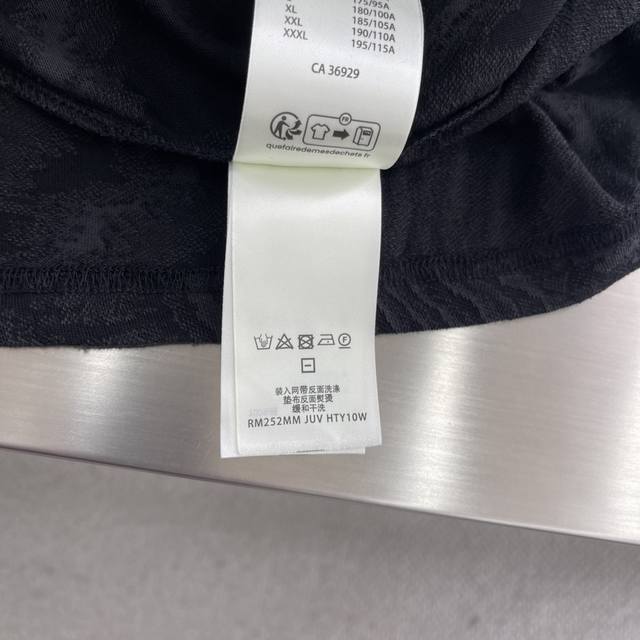 175/95A
XL 180/100A
XXL 185/105A
XXXL 190/110A
195/115A
CA 36929
FR
quefairedemesdechets.fr
装入网带反面洗涤
垫布反面熨烫
缓和干洗
RM252MM JUV HTY10W